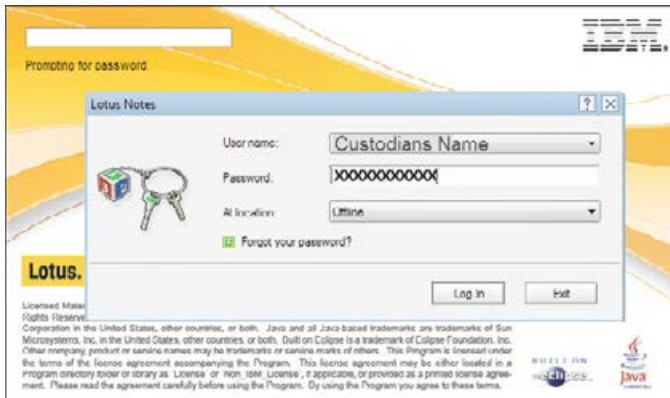 IBM.
Prompting for password
Lotus Notes
User name: Custodians Name
Password: XXXXXXXXXXXX
At location: Offline
Forgot your password?
Log In Exit
Lotus.
Licensed Mater
Rights Reserve
Corporation in the United States, other countries, or both. Java and all Java-based trademarks are trademarks of Sun
Microsystems, Inc. in the United States, other countries, or both. Built on Eclipse is a trademark of Eclipse Foundation, Inc.
Other company, product or service names may be trademarks or service marks of others. This Program is licensed under
the terms of the license agreement accompanying the Program. This license agreement may be either located in a
Program directory folder or library as "License" or "Non_IBM_License", if applicable, or provided as a printed license agree-
ment. Please read the agreement carefully before using the Program. By using the Program you agree to these terms.
BUILT ON
eclipse
Java